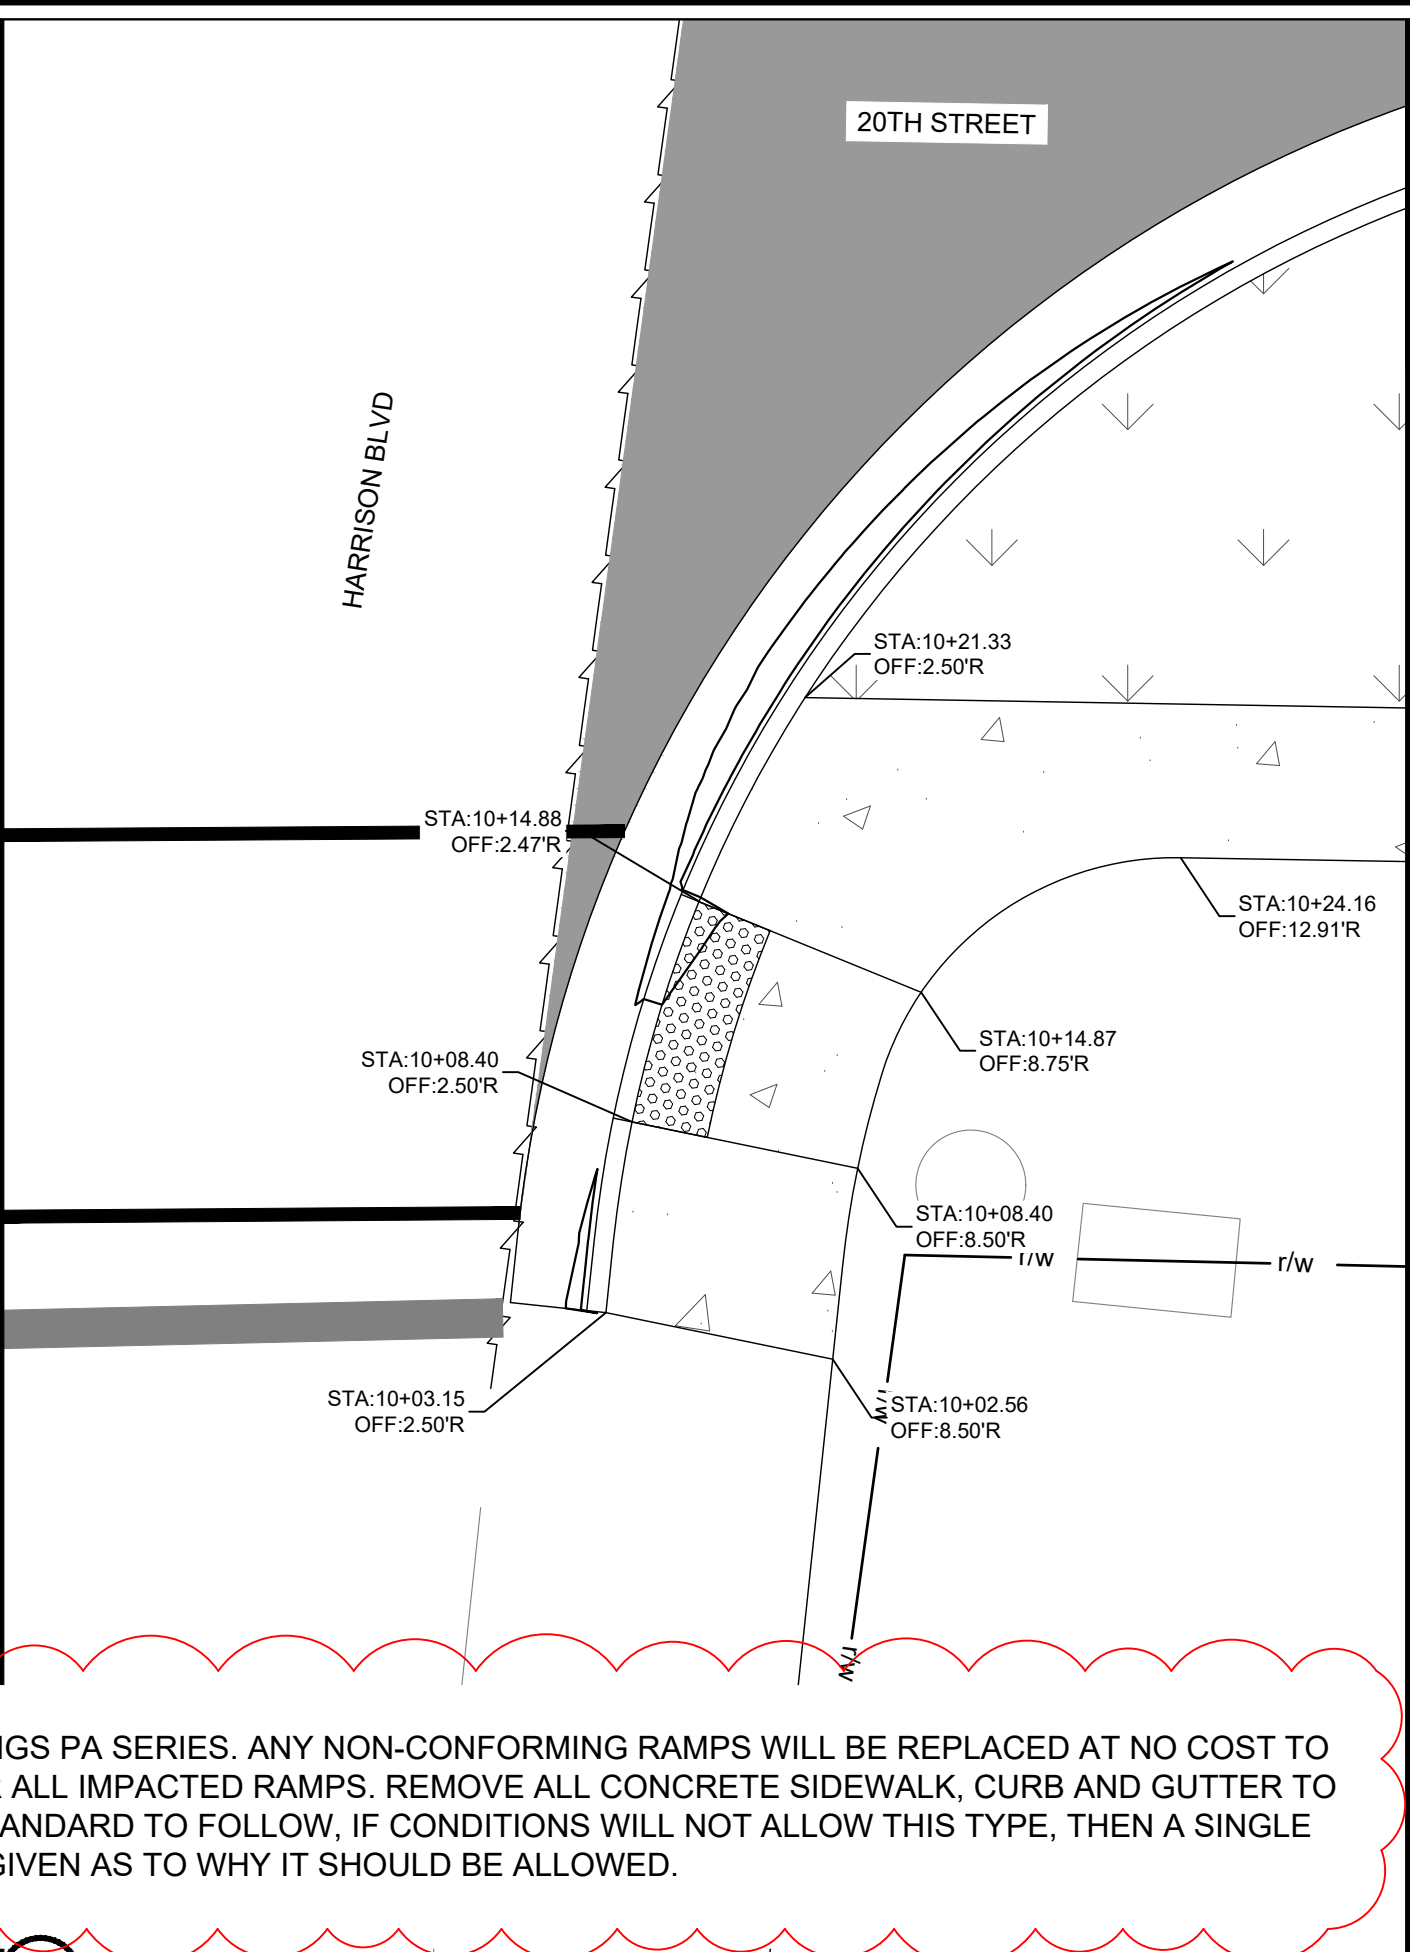 20TH STREET
HARRISON BLVD
STA:10+21.33
OFF:2.50'R
STA:10+14.88
OFF:2.47'R
STA:10+24.16
OFF:12.91'R
STA:10+14.87
OFF:8.75'R
STA:10+08.40
OFF:2.50'R
STA:10+08.40
OFF:8.50'R
r/w
r/w
STA:10+03.15
OFF:2.50'R
STA:10+02.56
OFF:8.50'R
r/w
NGS PA SERIES. ANY NON-CONFORMING RAMPS WILL BE REPLACED AT NO COST TO
R ALL IMPACTED RAMPS. REMOVE ALL CONCRETE SIDEWALK, CURB AND GUTTER TO
ANDARD TO FOLLOW, IF CONDITIONS WILL NOT ALLOW THIS TYPE, THEN A SINGLE
GIVEN AS TO WHY IT SHOULD BE ALLOWED.